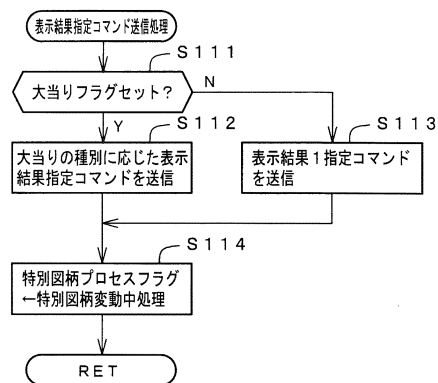 表示結果指定コマンド送信処理
S111
大当りフラグセット？
N
Y
S112
大当りの種別に応じた表示
結果指定コマンドを送信
S113
表示結果1指定コマンド
を送信
S114
特別図柄プロセスフラグ
←特別図柄変動中処理
RET